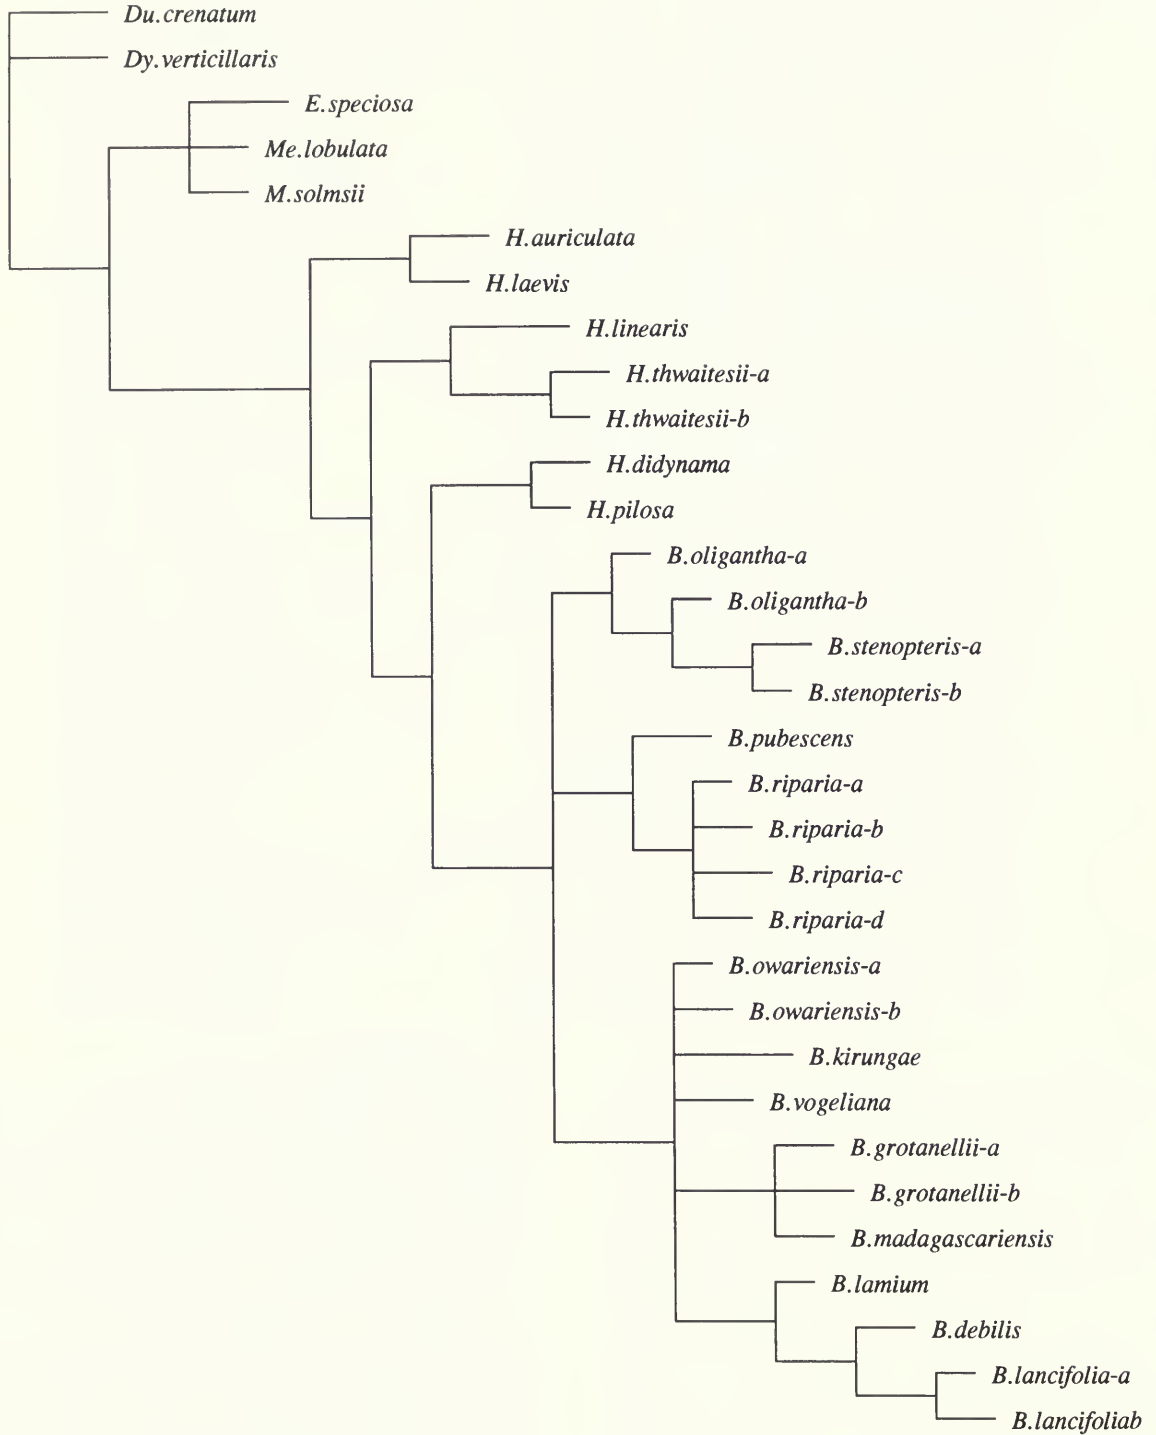 Du.crenatum
Dy.verticillaris
E.speciosa
Me.lobulata
M.solmsii
H.auriculata
H.laevis
H.linearis
H.thwaitesii-a
H.thwaitesii-b
H.didynama
H.pilosa
B.oligantha-a
B.oligantha-b
B.stenopteris-a
B.stenopteris-b
B.pubescens
B.riparia-a
B.riparia-b
B.riparia-c
B.riparia-d
B.owariensis-a
B.owariensis-b
B.kirungae
B.vogeliana
B.grotanellii-a
B.grotanellii-b
B.madagascariensis
B.lamium
B.debilis
B.lancifolia-a
B.lancifoliab